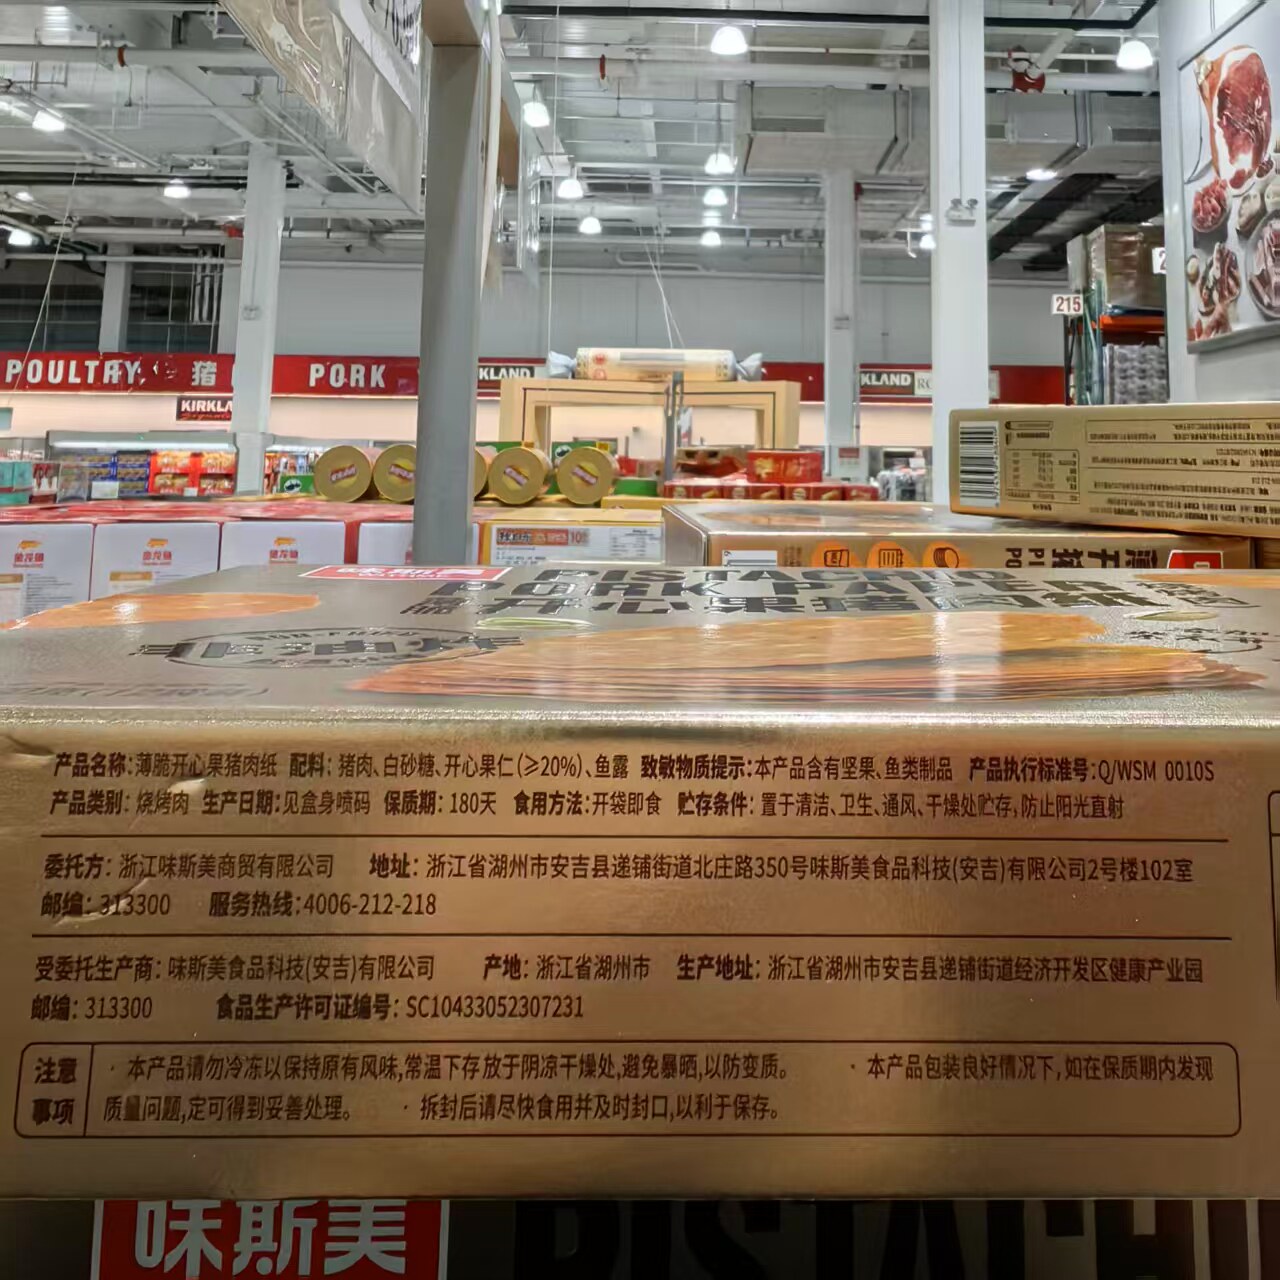 POULTRY
猪
PORK
KLAND
KLAND
KIRKLA
215
金龙鱼
金龙鱼
金龙鱼
PISTACHIO
PORK PAPER
薄脆开心果猪肉纸
非油炸
产品名称:薄脆开心果猪肉纸 配料: 猪肉、白砂糖、开心果仁(≥20%)、鱼露 致敏物质提示:本产品含有坚果、鱼类制品 产品执行标准号:Q/WSM 0010S
产品类别: 烧烤肉 生产日期:见盒身喷码 保质期: 180天 食用方法:开袋即食 贮存条件: 置于清洁、卫生、通风、干燥处贮存,防止阳光直射
委托方: 浙江味斯美商贸有限公司 地址: 浙江省湖州市安吉县递铺街道北庄路350号味斯美食品科技(安吉)有限公司2号楼102室
邮编: 313300 服务热线:4006-212-218
受委托生产商: 味斯美食品科技(安吉)有限公司 产地: 浙江省湖州市 生产地址: 浙江省湖州市安吉县递铺街道经济开发区健康产业园
邮编: 313300 食品生产许可证编号: SC10433052307231
注意
事项
· 本产品请勿冷冻以保持原有风味,常温下存放于阴凉干燥处,避免暴晒,以防变质。 · 本产品包装良好情况下,如在保质期内发现
质量问题,定可得到妥善处理。 · 拆封后请尽快食用并及时封口,以利于保存。
味斯美